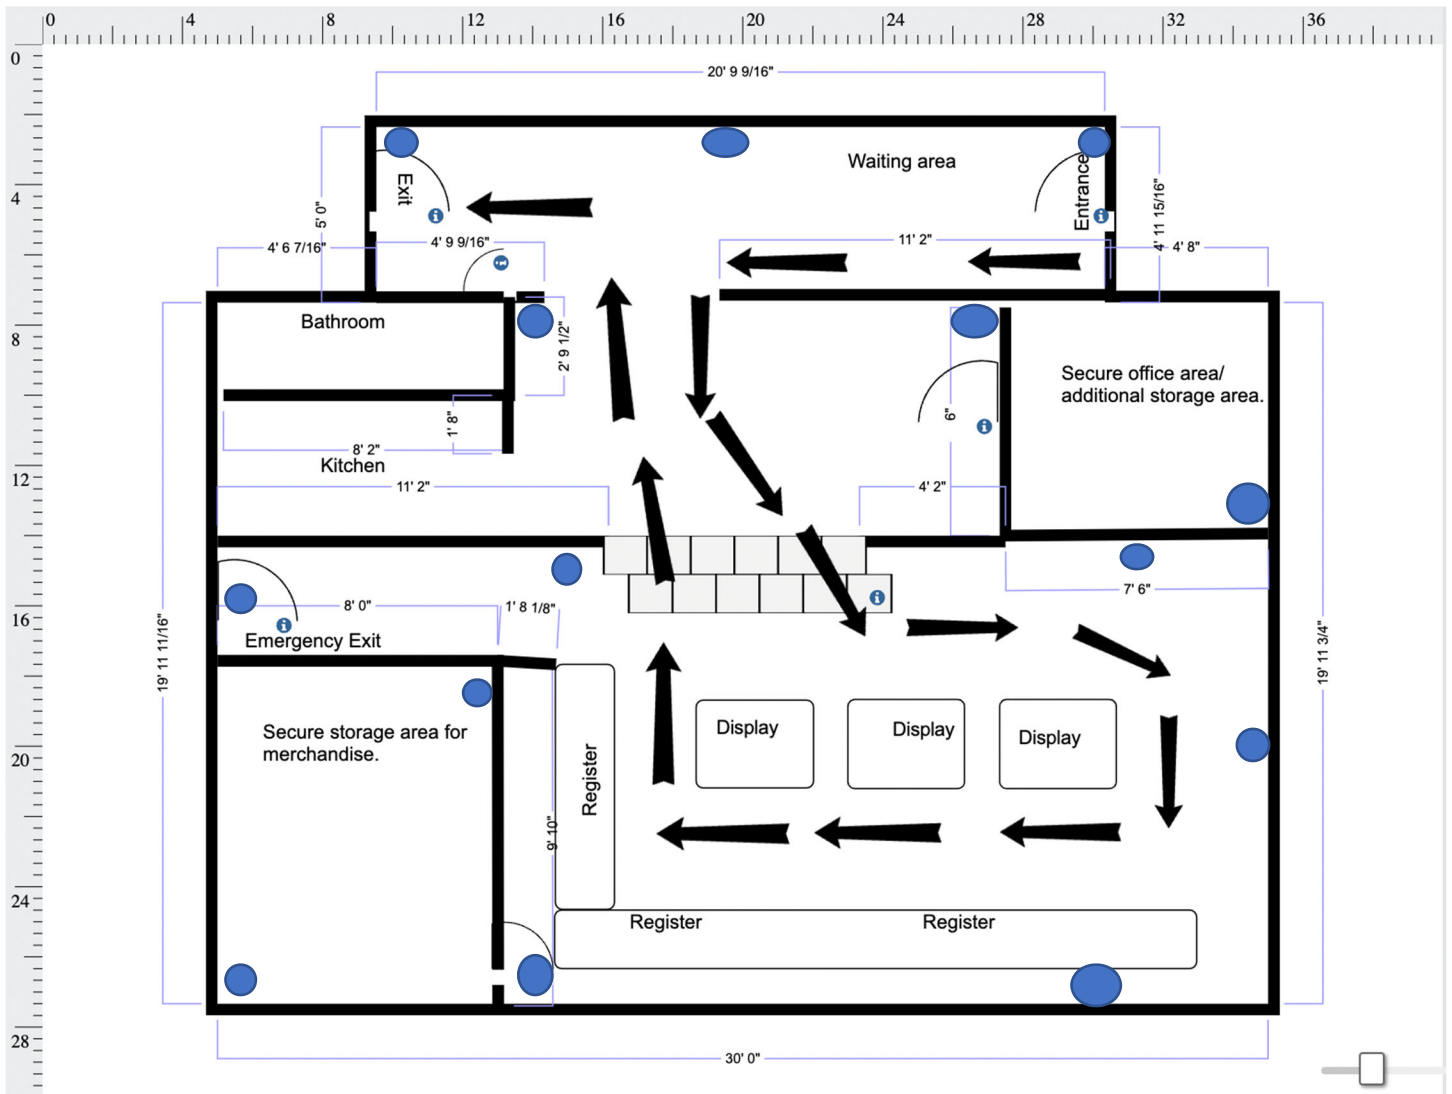 0 4 8 12 16 20 24 28 32 36
0
20' 9 9/16"
Waiting area
Exit
Entrance
4
5' 0"
4' 11 15/16"
4' 6 7/16"
4' 9 9/16"
11' 2"
4' 8"
Bathroom
8
2' 9 1/2"
Secure office area/
additional storage area.
6"
1' 8"
8' 2"
Kitchen
12
11' 2"
4' 2"
7' 6"
8' 0"
1' 8 1/8"
16
Emergency Exit
19' 11 11/16"
19' 11 3/4"
Secure storage area for
merchandise.
Display
Display
Display
20
Register
9' 10"
24
Register
Register
28
30' 0"